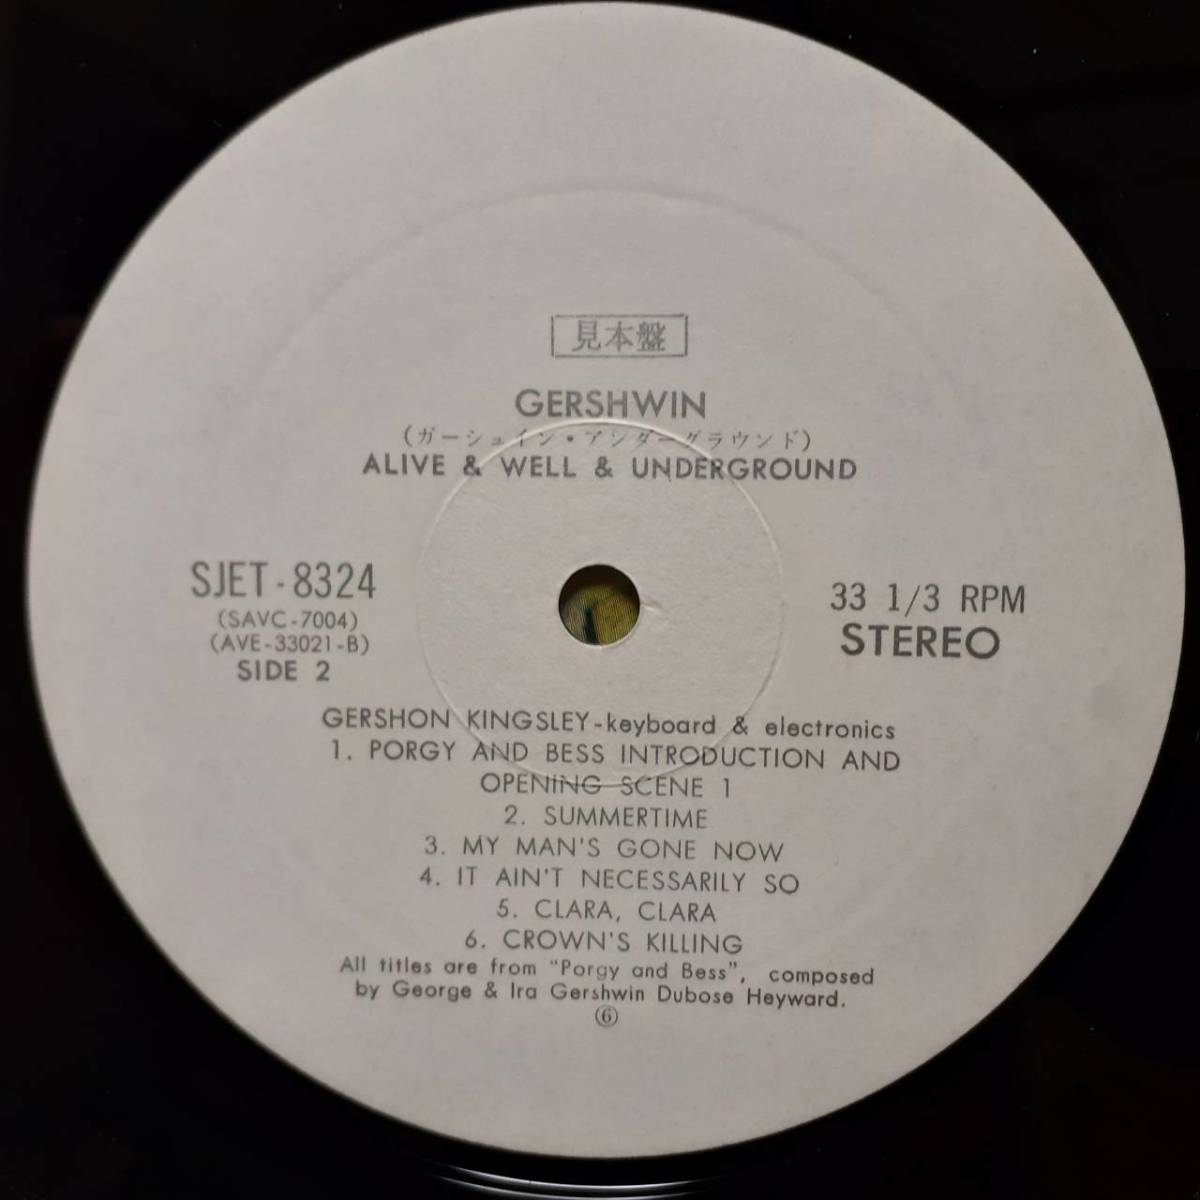 見本盤
GERSHWIN
(ガーシュイン・アンダーグラウンド)
ALIVE & WELL & UNDERGROUND
SJET-8324
(SAVC-7004)
(AVE-33021-B)
SIDE 2
33 1/3 RPM
STEREO
GERSHON KINGSLEY-keyboard & electronics
1. PORGY AND BESS INTRODUCTION AND
OPENING SCENE 1
2. SUMMERTIME
3. MY MAN'S GONE NOW
4. IT AIN'T NECESSARILY SO
5. CLARA, CLARA
6. CROWN'S KILLING
All titles are from "Porgy and Bess", composed
by George & Ira Gershwin Dubose Heyward.
⑥